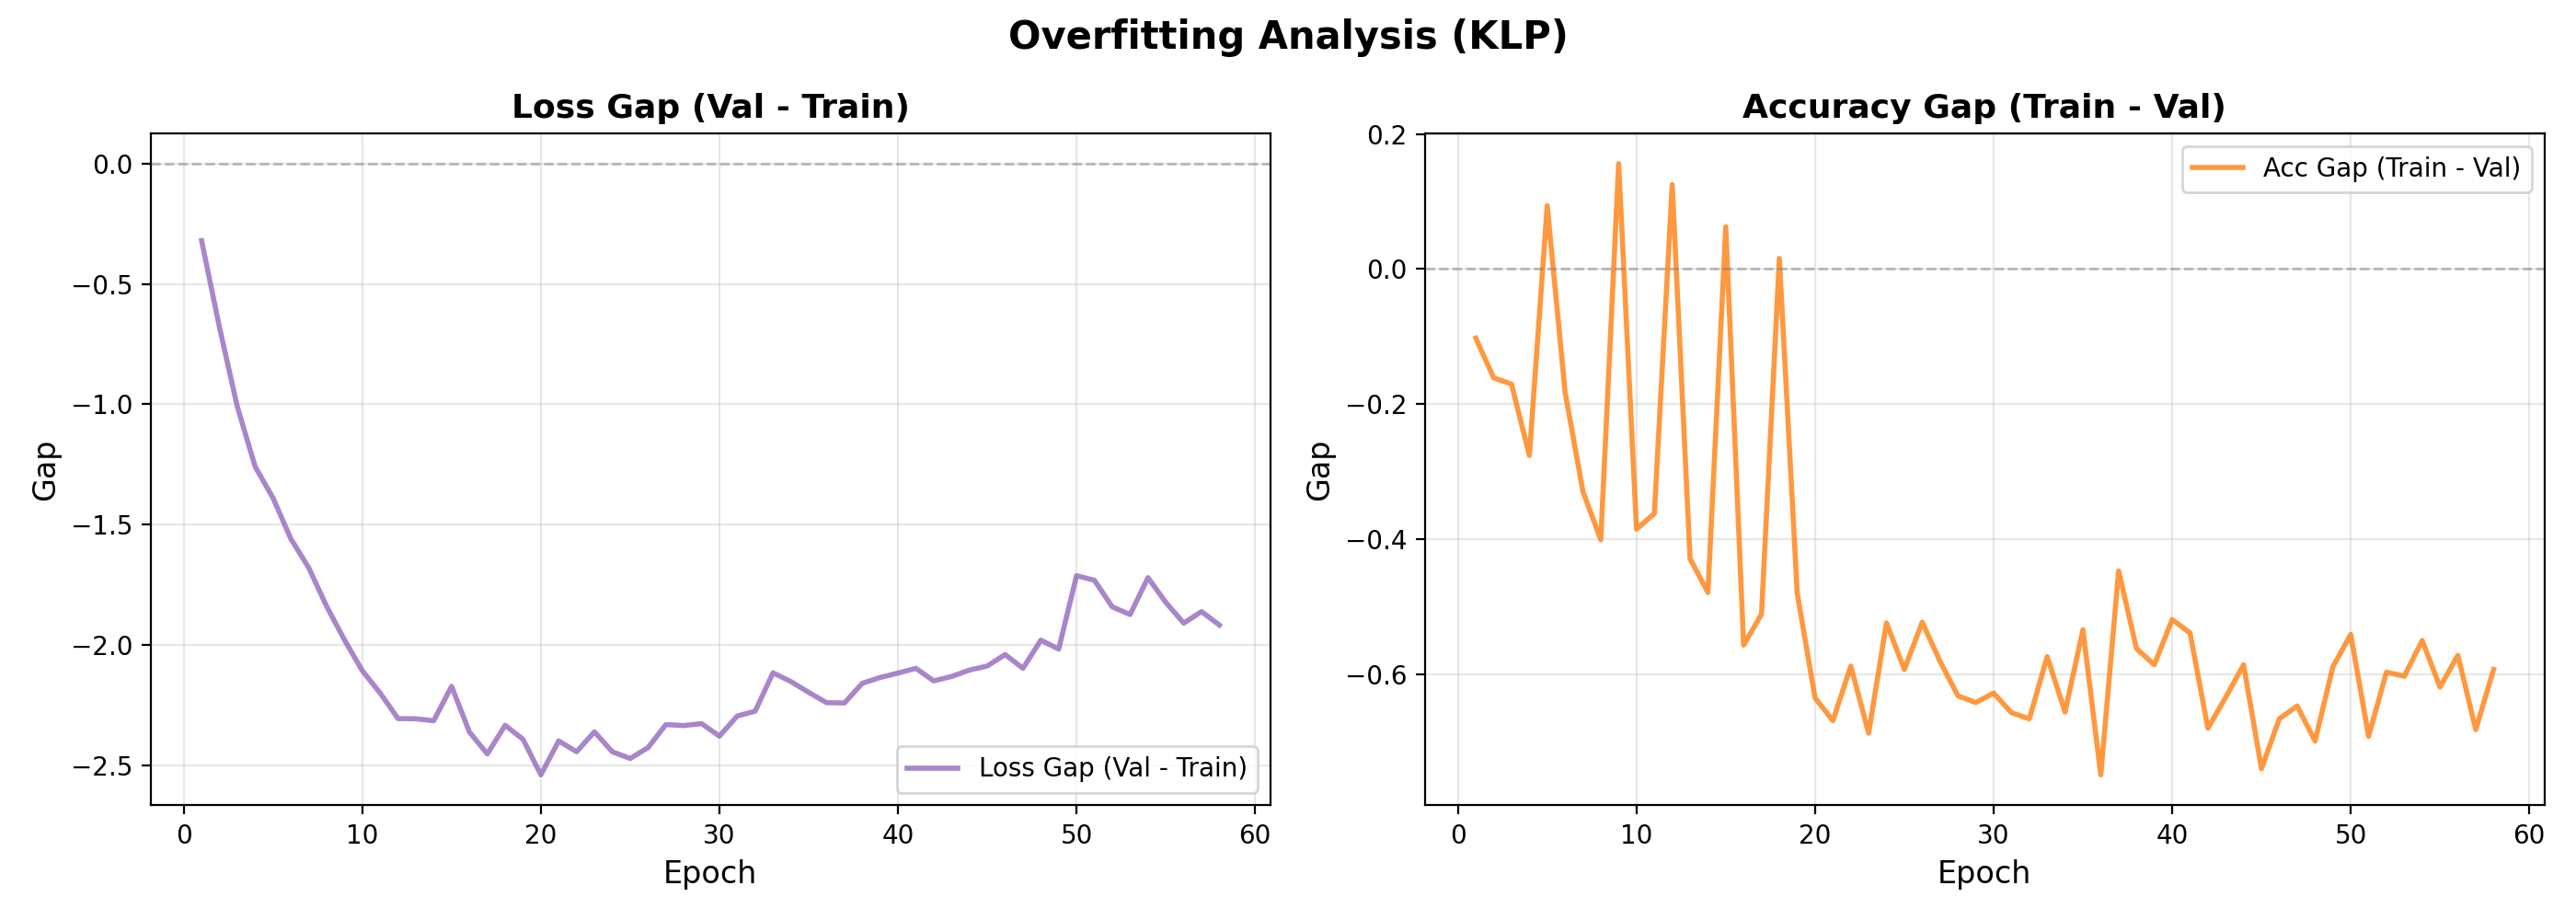 Overfitting Analysis (KLP)
Loss Gap (Val - Train)
Gap
0.0
−0.5
−1.0
−1.5
−2.0
−2.5
Loss Gap (Val - Train)
0 10 20 30 40 50 60
Epoch
Accuracy Gap (Train - Val)
Gap
0.2
0.0
−0.2
−0.4
−0.6
Acc Gap (Train - Val)
0 10 20 30 40 50 60
Epoch